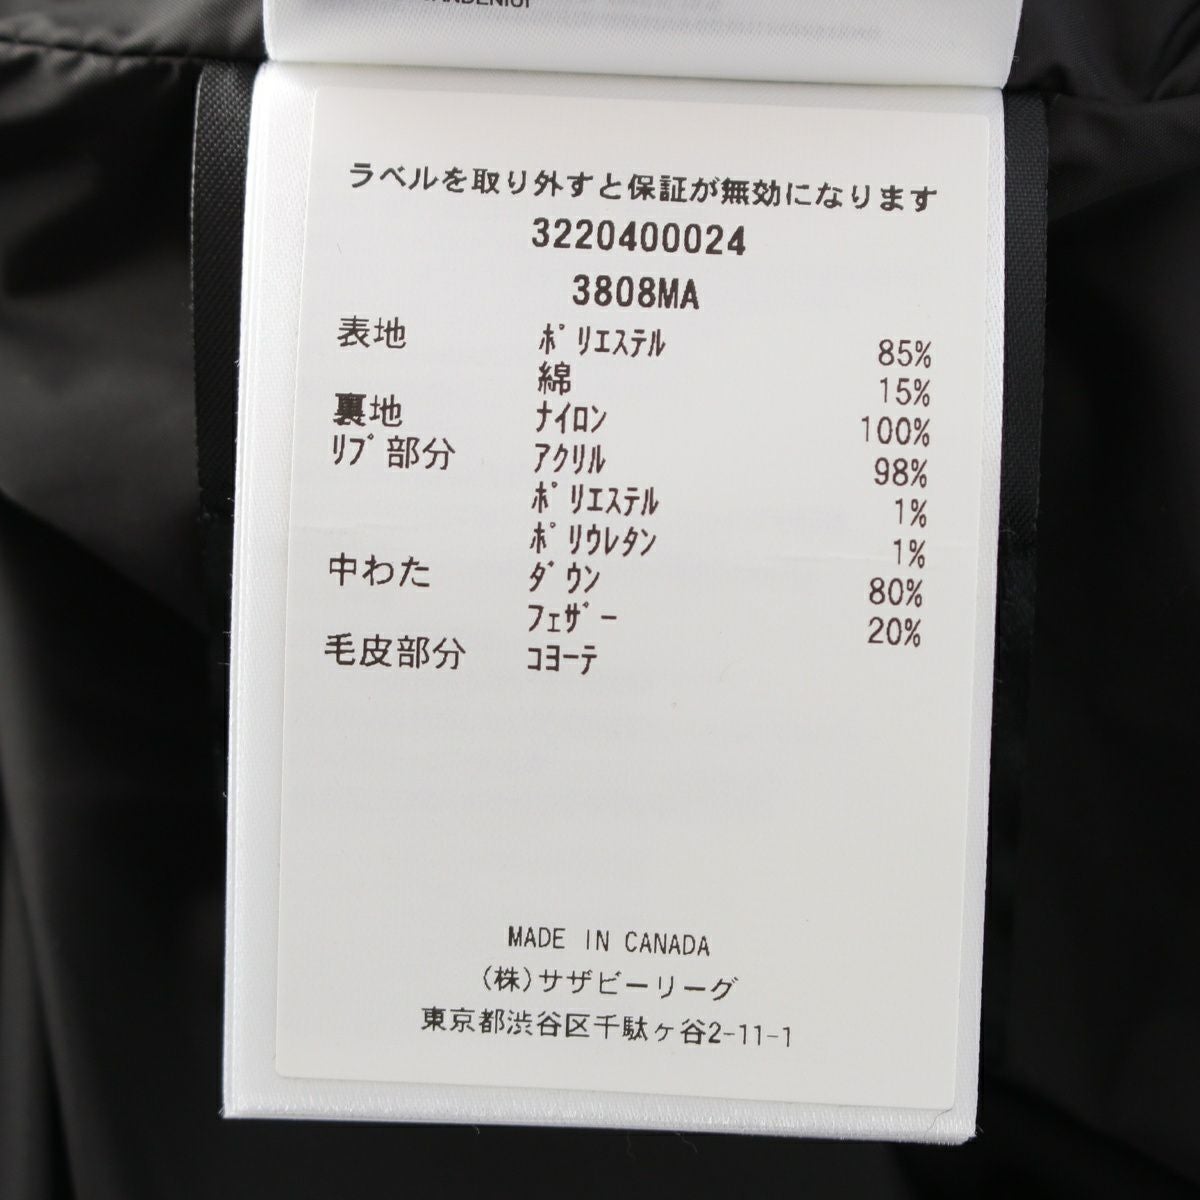 ラベルを取り外すと保証が無効になります
3220400024
3808MA
表地 ﾎﾟﾘｴｽﾃﾙ 85%
綿 15%
裏地 ﾅｲﾛﾝ 100%
ﾘﾌﾞ部分 ｱｸﾘﾙ 98%
ﾎﾟﾘｴｽﾃﾙ 1%
ﾎﾟﾘｳﾚﾀﾝ 1%
中わた ﾀﾞｳﾝ 80%
ﾌｪｻﾞｰ 20%
毛皮部分 ｺﾖｰﾃ
MADE IN CANADA
(株)サザビーリーグ
東京都渋谷区千駄ヶ谷2-11-1